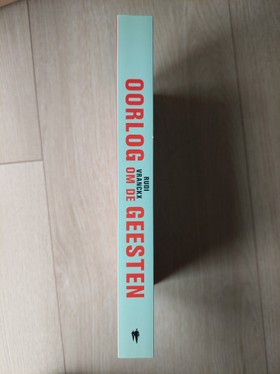 OORLOG
RUDI
VRANCKX
OM DE
GEESTEN